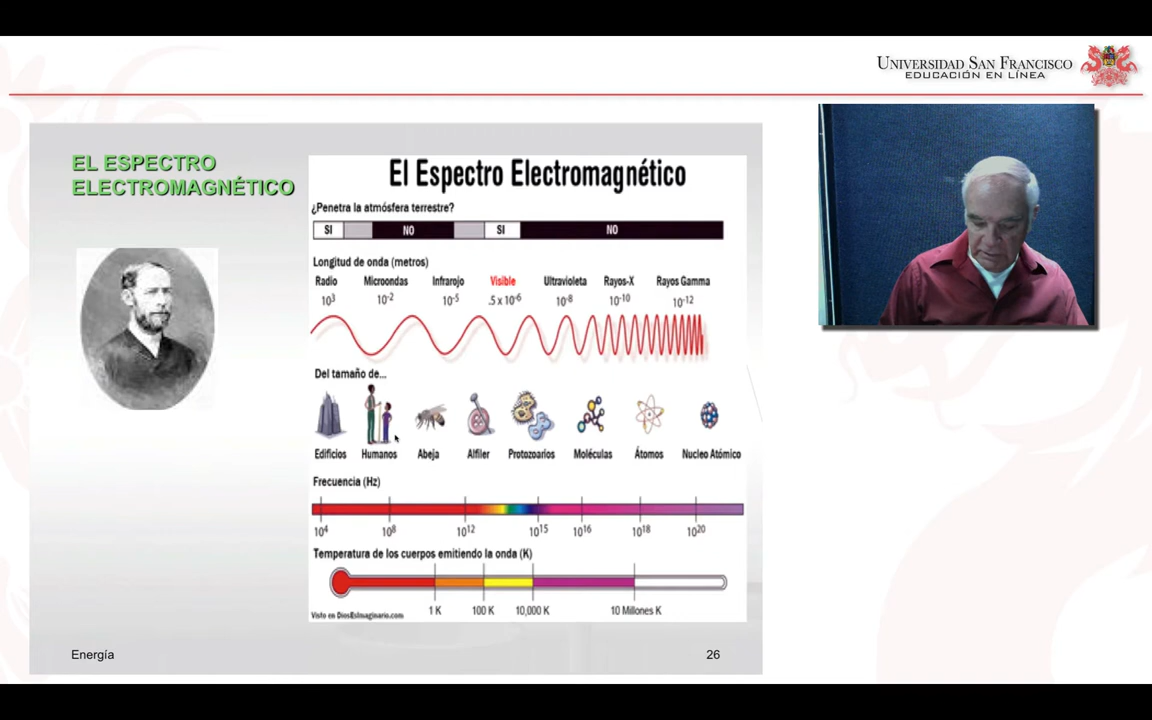 UNIVERSIDAD SAN FRANCISCO
EDUCACIÓN EN LÍNEA
EL ESPECTRO
ELECTROMAGNÉTICO
El Espectro Electromagnético
¿Penetra la atmósfera terrestre?
SI NO SI NO
Longitud de onda (metros)
Radio Microondas Infrarojo Visible Ultravioleta Rayos-X Rayos Gamma
10³ 10⁻² 10⁻⁵ .5 x 10⁻⁶ 10⁻⁸ 10⁻¹⁰ 10⁻¹²
Del tamaño de...
Edificios Humanos Abeja Alfiler Protozoarios Moléculas Átomos Nucleo Atómico
Frecuencia (Hz)
10⁴ 10⁸ 10¹² 10¹⁵ 10¹⁶ 10¹⁸ 10²⁰
Temperatura de los cuerpos emitiendo la onda (K)
1 K 100 K 10,000 K 10 Millones K
Visto en DiosEsImaginario.com
Energía 26